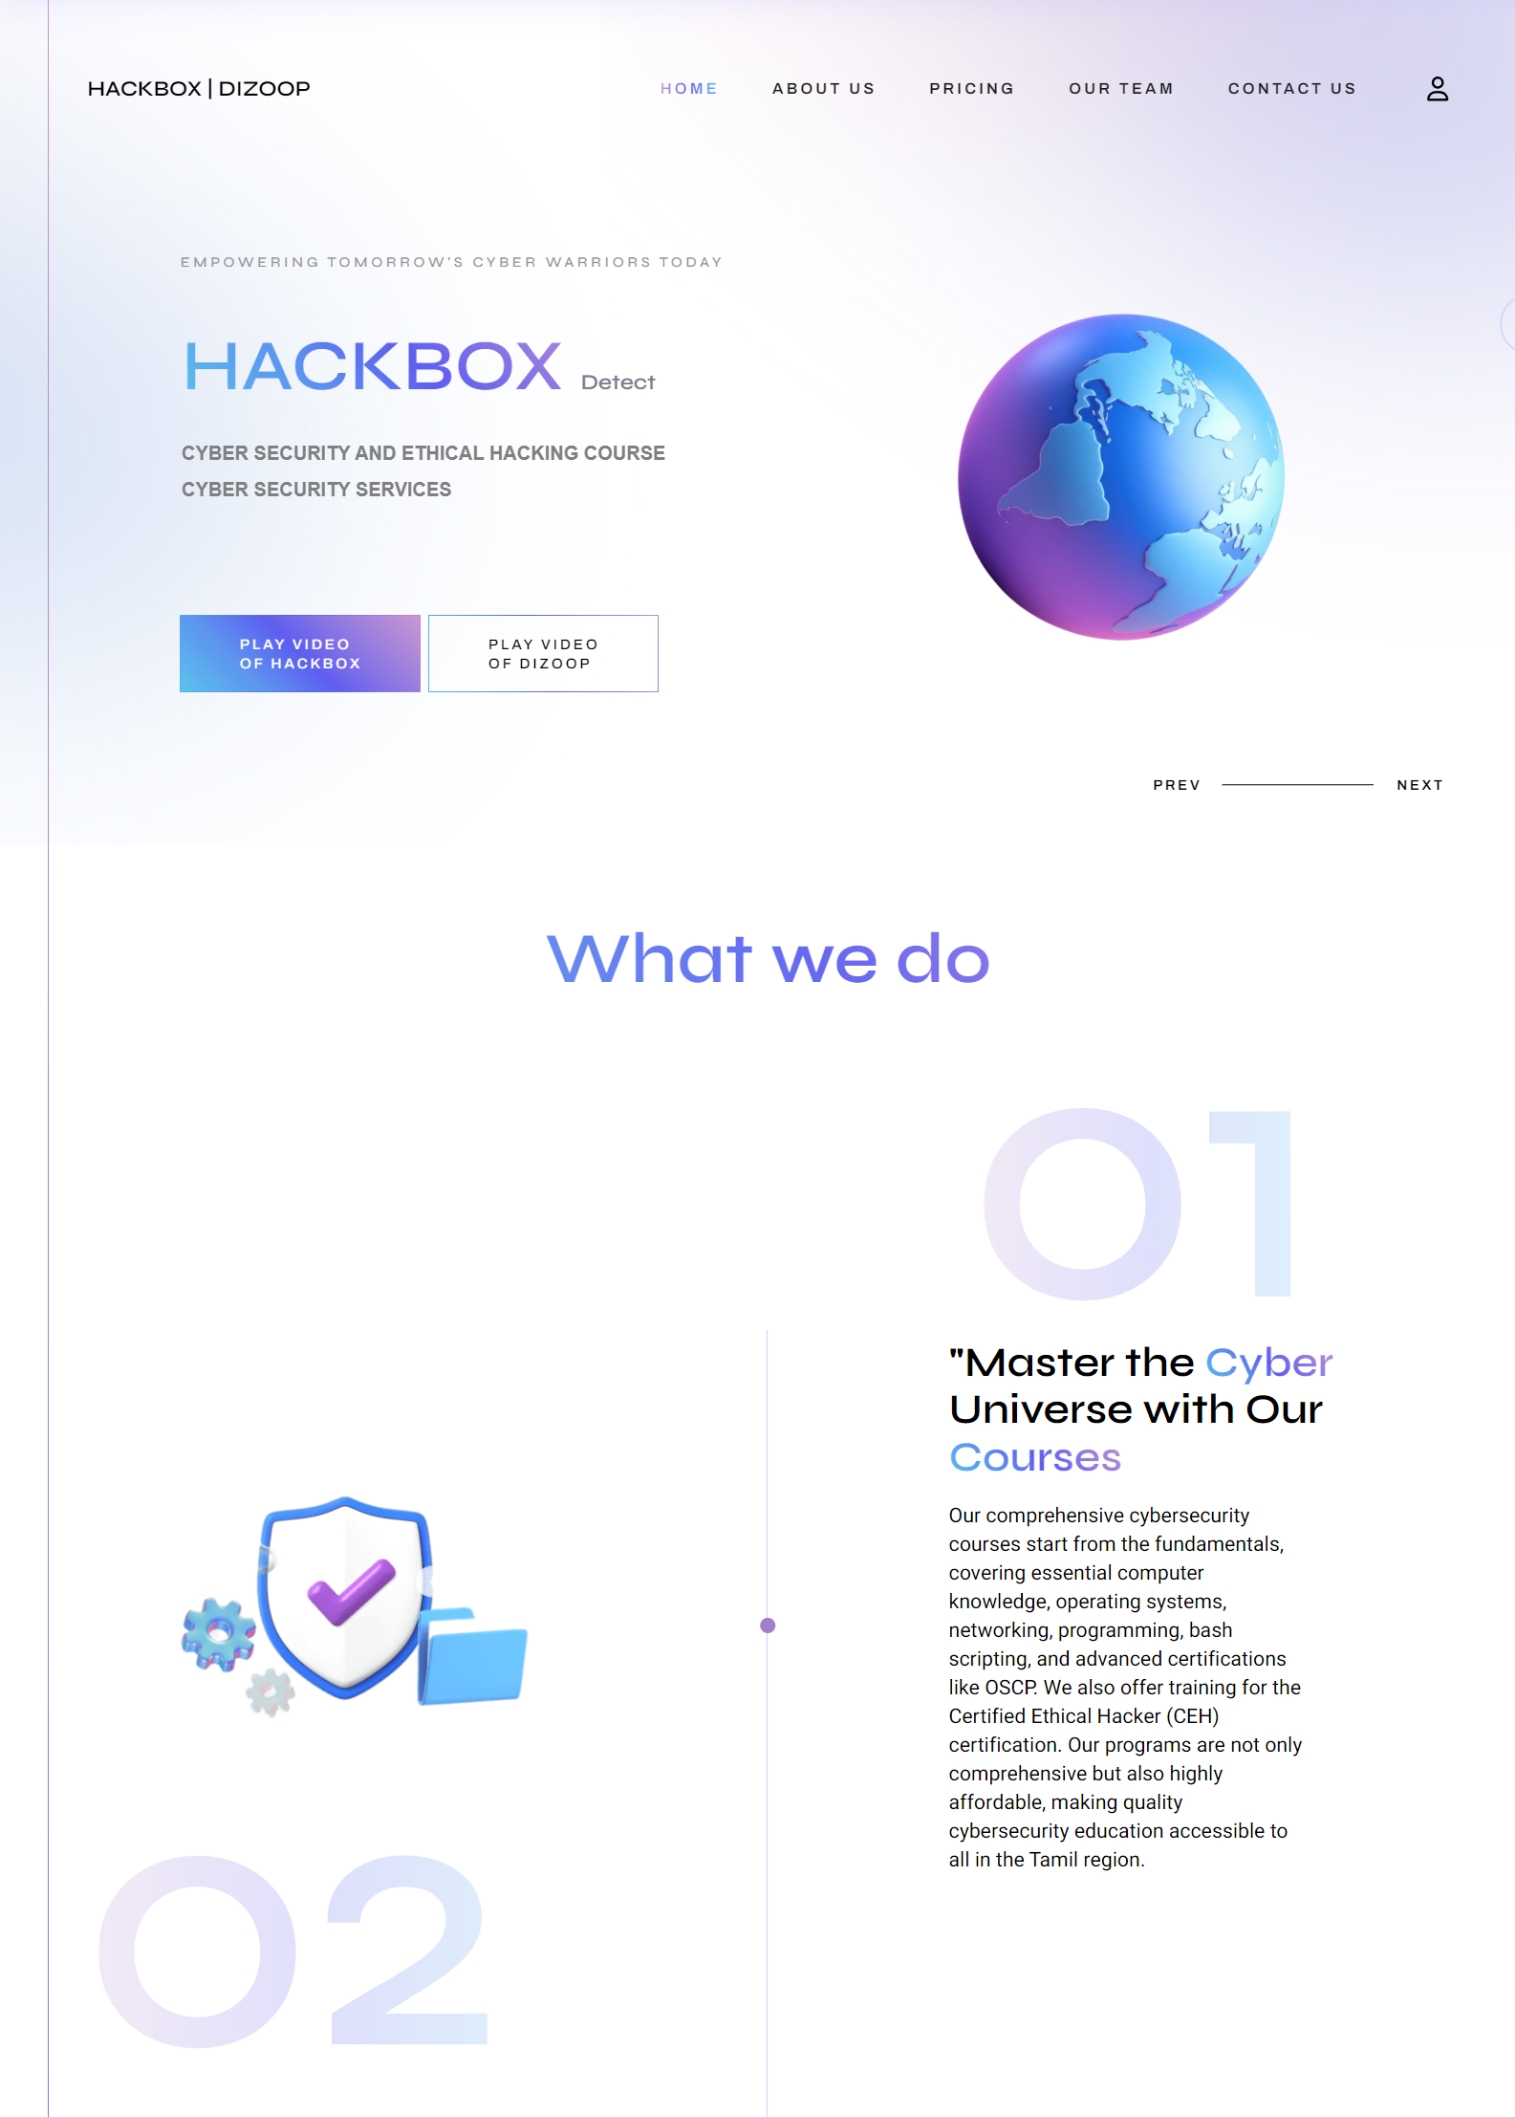 HACKBOX | DIZOOP
HOME ABOUT US PRICING OUR TEAM CONTACT US
EMPOWERING TOMORROW'S CYBER WARRIORS TODAY
HACKBOX Detect
CYBER SECURITY AND ETHICAL HACKING COURSE
CYBER SECURITY SERVICES
PLAY VIDEO
OF HACKBOX
PLAY VIDEO
OF DIZOOP
PREV NEXT
What we do
01
"Master the Cyber
Universe with Our
Courses
Our comprehensive cybersecurity
courses start from the fundamentals,
covering essential computer
knowledge, operating systems,
networking, programming, bash
scripting, and advanced certifications
like OSCP. We also offer training for the
Certified Ethical Hacker (CEH)
certification. Our programs are not only
comprehensive but also highly
affordable, making quality
cybersecurity education accessible to
all in the Tamil region.
02